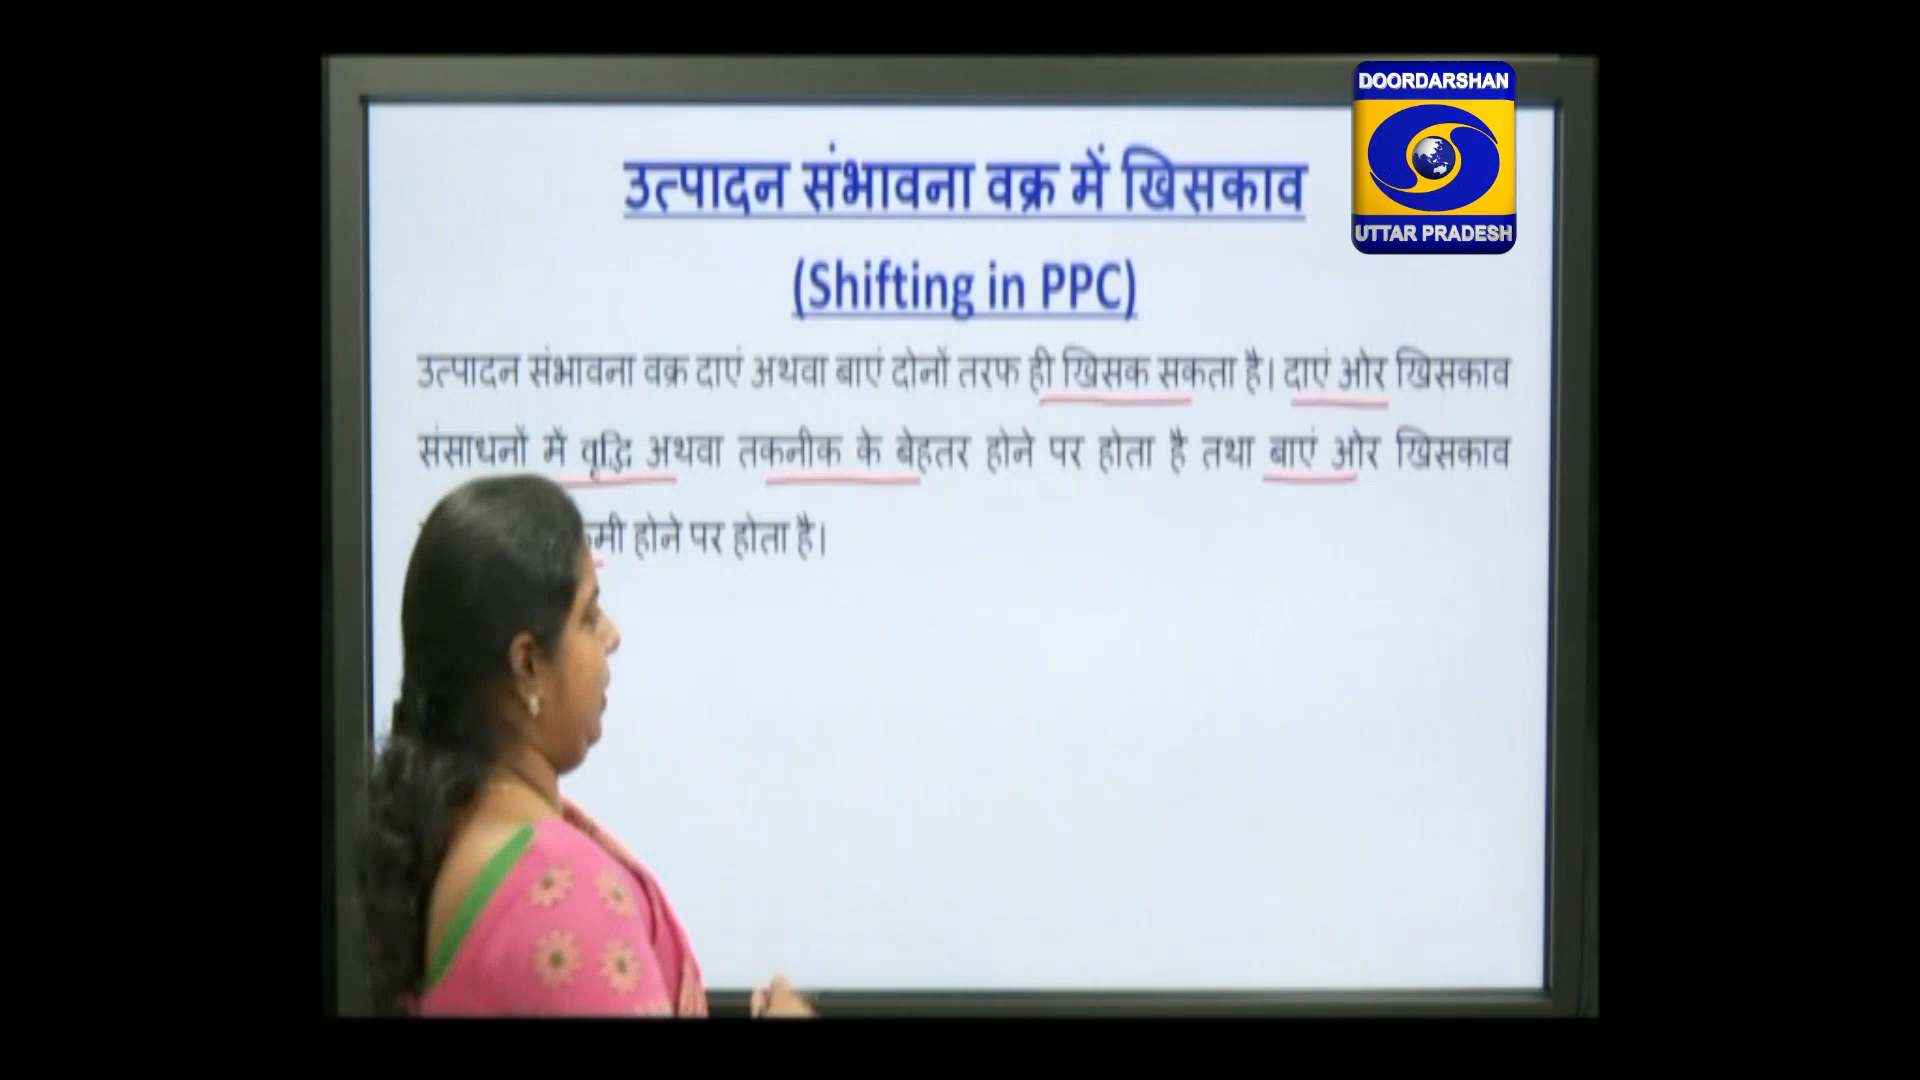 DOORDARSHAN
UTTAR PRADESH
उत्पादन संभावना वक्र में खिसकाव
(Shifting in PPC)
उत्पादन संभावना वक्र दाएं अथवा बाएं दोनों तरफ ही खिसक सकता है। दाएं ओर खिसकाव
संसाधनों में वृद्धि अथवा तकनीक के बेहतर होने पर होता है तथा बाएं ओर खिसकाव
होने पर होता है।